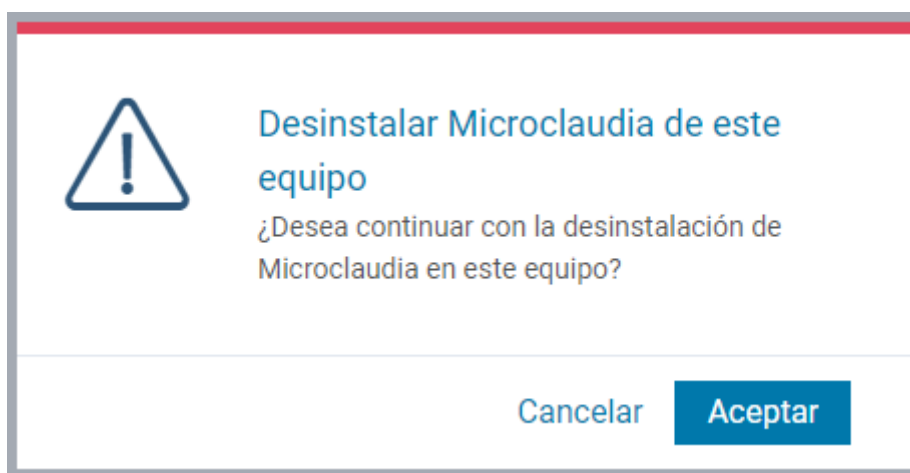 Desinstalar Microclaudia de este
equipo
¿Desea continuar con la desinstalación de
Microclaudia en este equipo?
Cancelar
Aceptar